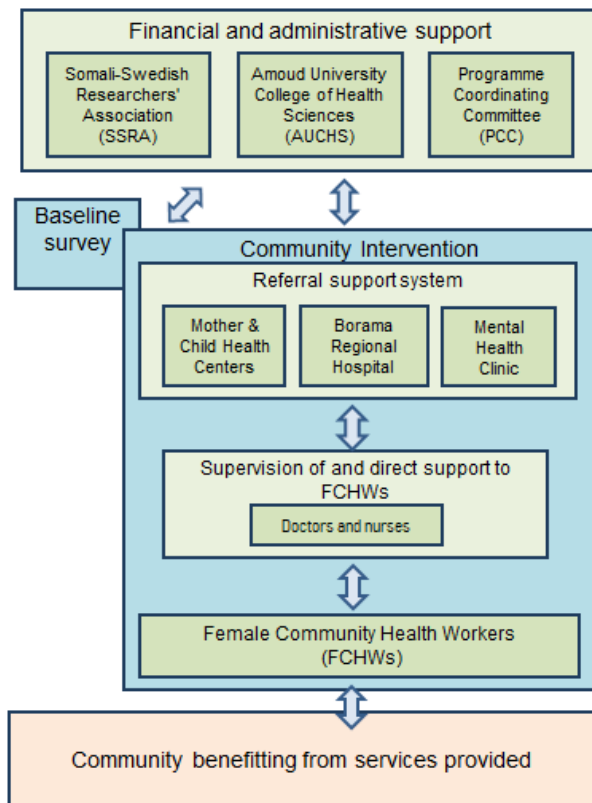 Financial and administrative support
Somali-Swedish
Researchers'
Association
(SSRA)
Amoud University
College of Health
Sciences
(AUCHS)
Programme
Coordinating
Committee
(PCC)
Baseline
survey
Community Intervention
Referral support system
Mother &
Child Health
Centers
Borama
Regional
Hospital
Mental
Health
Clinic
Supervision of and direct support to
FCHWs
Doctors and nurses
Female Community Health Workers
(FCHWs)
Community benefitting from services provided